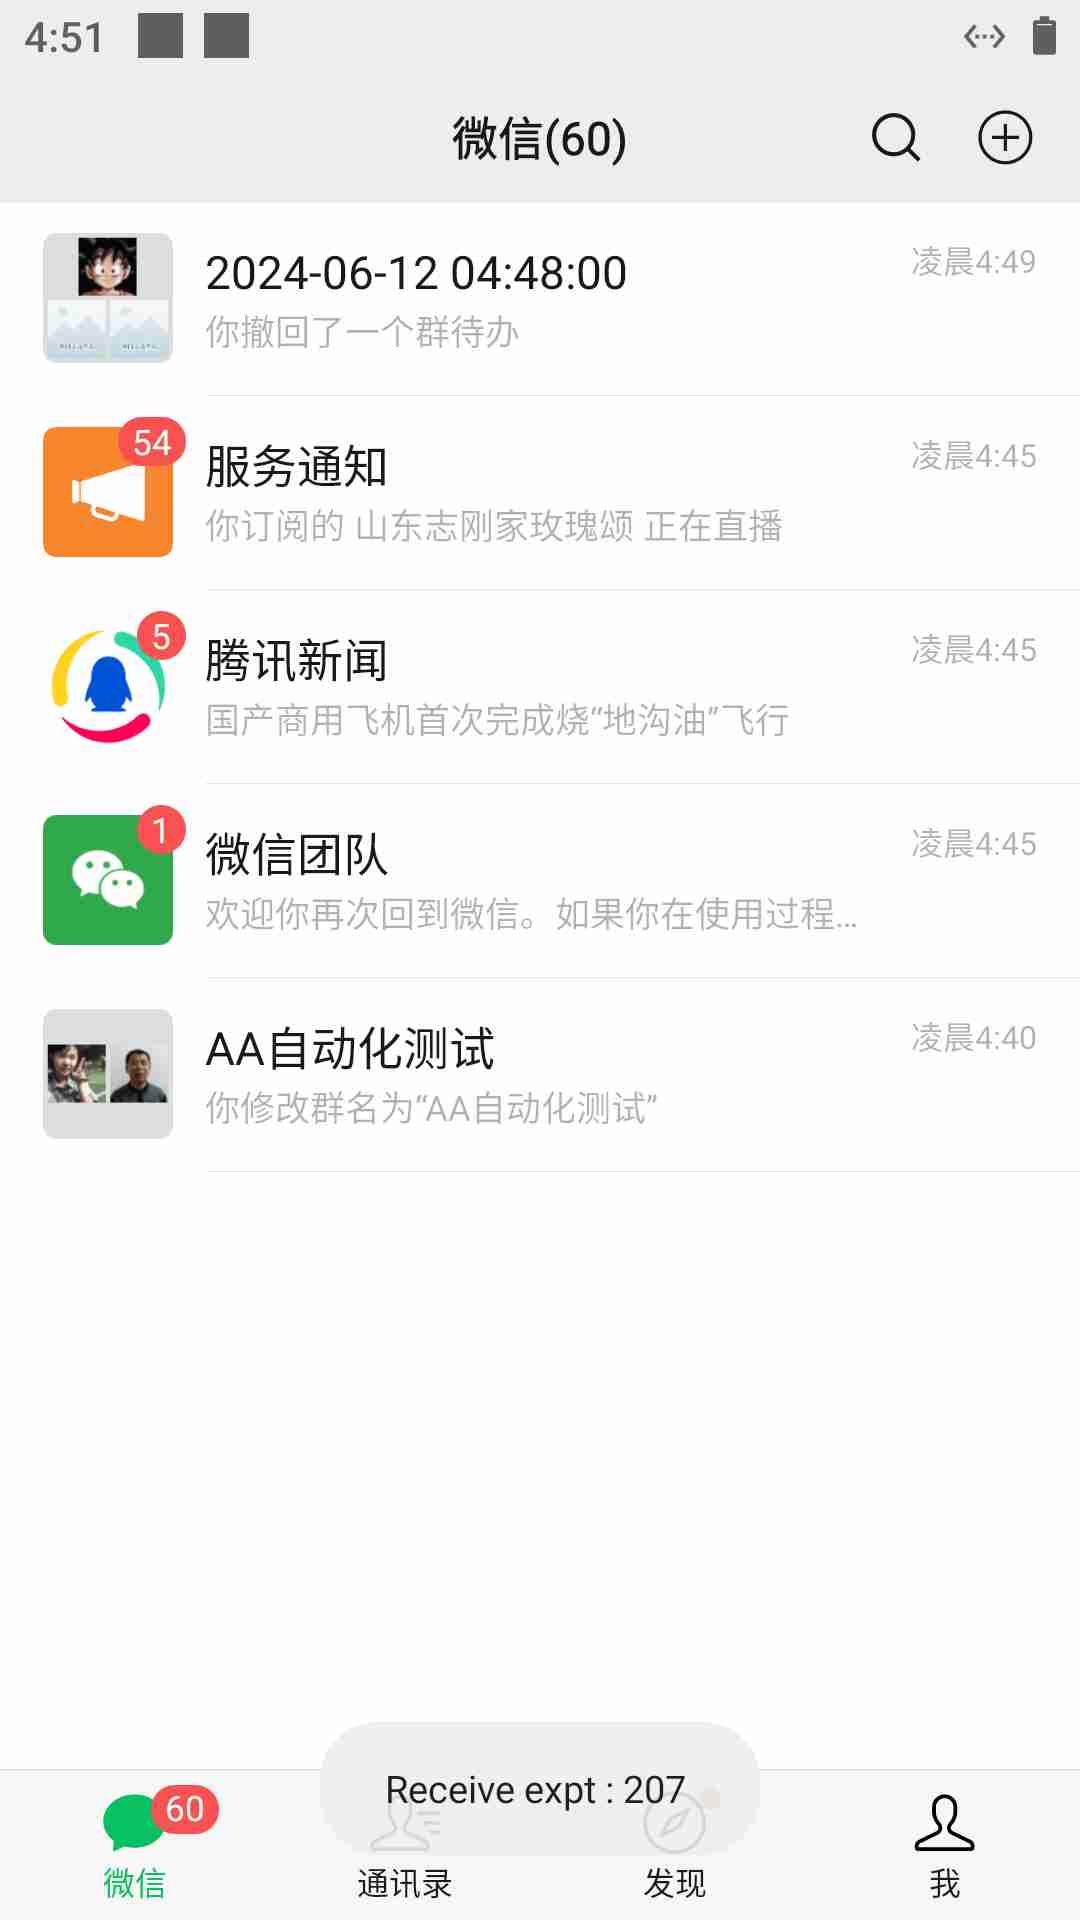 4:51
微信(60)
2024-06-12 04:48:00
凌晨4:49
你撤回了一个群待办
54
服务通知
凌晨4:45
你订阅的 山东志刚家玫瑰颂 正在直播
5
腾讯新闻
凌晨4:45
国产商用飞机首次完成烧“地沟油”飞行
1
微信团队
凌晨4:45
欢迎你再次回到微信。如果你在使用过程...
AA自动化测试
凌晨4:40
你修改群名为“AA自动化测试”
Receive expt : 207
60
微信
通讯录
发现
我